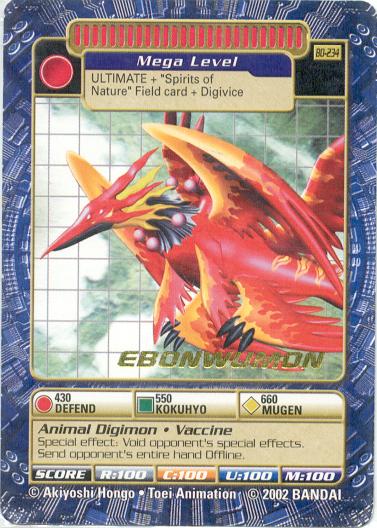 Mega Level
BO-234
ULTIMATE + "Spirits of
Nature" Field card + Digivice
EBONWUMON
430
DEFEND
550
KOKUHYO
660
MUGEN
Animal Digimon • Vaccine
Special effect: Void opponent's special effects.
Send opponent's entire hand Offline.
SCORE R:100 C:100 U:100 M:100
© Akiyoshi Hongo • Toei Animation © 2002 BANDAI